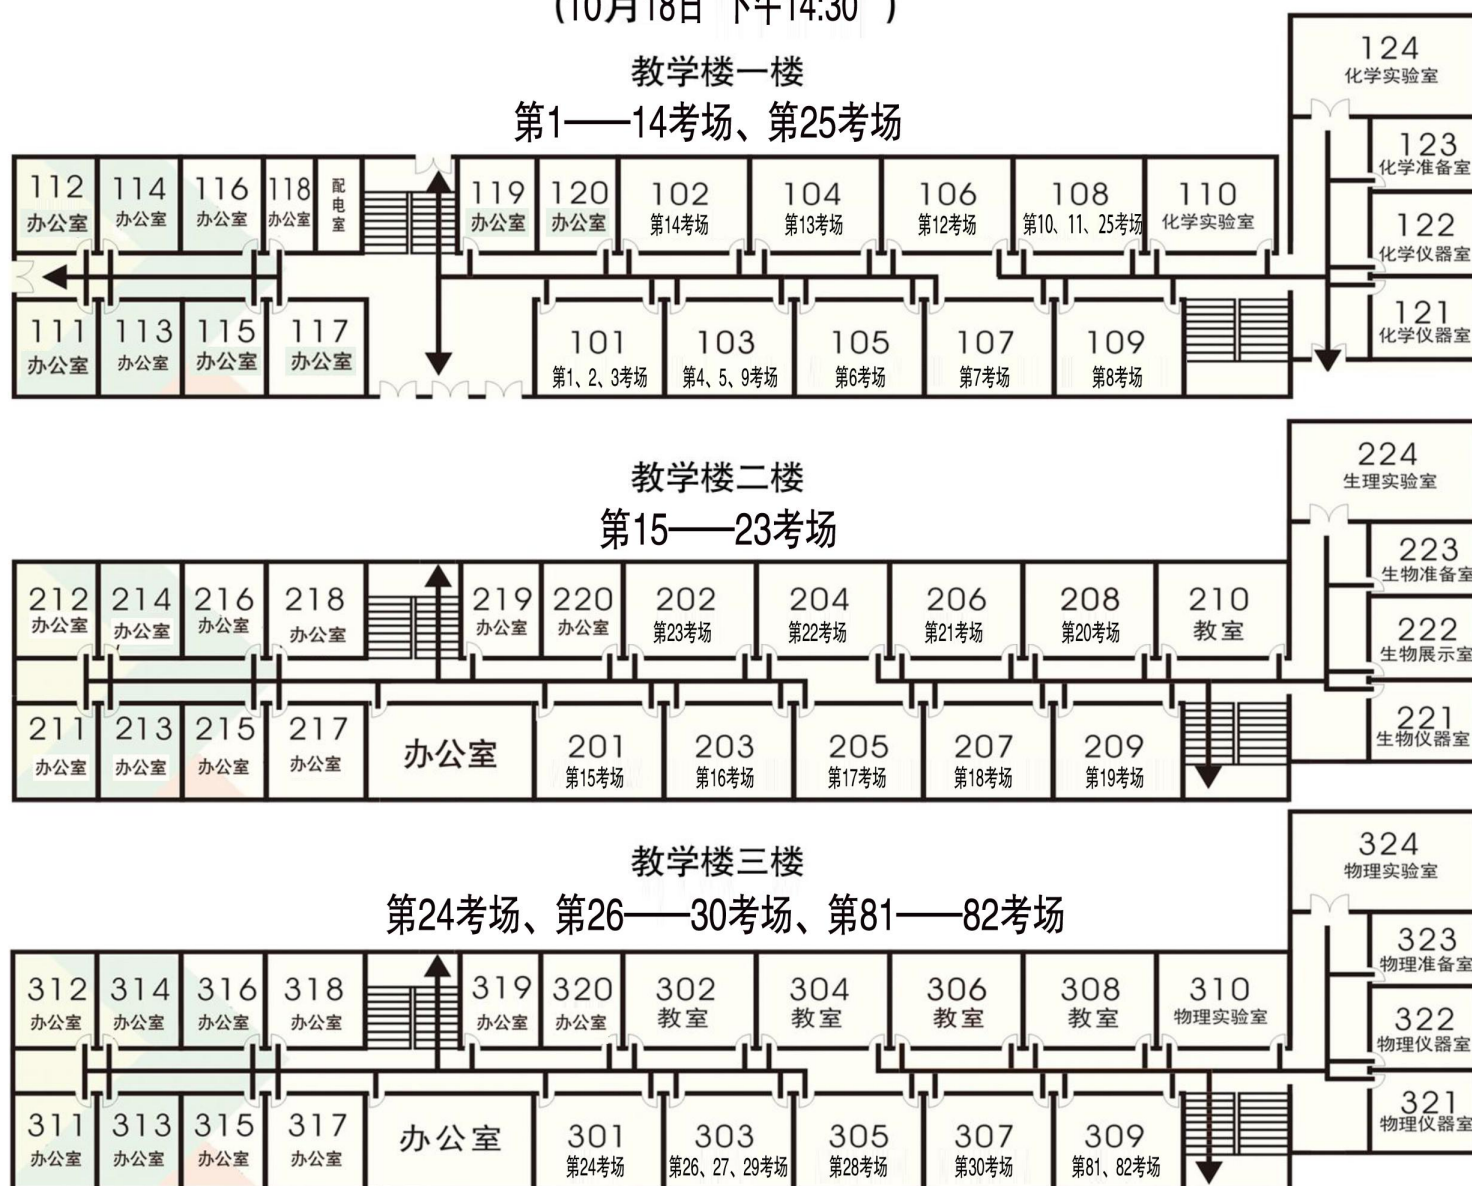 (10月18日 下午14:30 )
教学楼一楼
第1——14考场、第25考场
124
化学实验室
123
化学准备室
122
化学仪器室
121
化学仪器室
112
办公室
114
办公室
116
办公室
118
办公室
配电室
119
办公室
120
办公室
102
第14考场
104
第13考场
106
第12考场
108
第10、11、25考场
110
化学实验室
111
办公室
113
办公室
115
办公室
117
办公室
101
第1、2、3考场
103
第4、5、9考场
105
第6考场
107
第7考场
109
第8考场
教学楼二楼
第15——23考场
224
生理实验室
223
生物准备室
222
生物展示室
221
生物仪器室
212
办公室
214
办公室
216
办公室
218
办公室
219
办公室
220
办公室
202
第23考场
204
第22考场
206
第21考场
208
第20考场
210
教室
211
办公室
213
办公室
215
办公室
217
办公室
办公室
201
第15考场
203
第16考场
205
第17考场
207
第18考场
209
第19考场
教学楼三楼
第24考场、第26——30考场、第81——82考场
324
物理实验室
323
物理准备室
322
物理仪器室
321
物理仪器室
312
办公室
314
办公室
316
办公室
318
办公室
319
办公室
320
办公室
302
教室
304
教室
306
教室
308
教室
310
物理实验室
311
办公室
313
办公室
315
办公室
317
办公室
办公室
301
第24考场
303
第26、27、29考场
305
第28考场
307
第30考场
309
第81、82考场